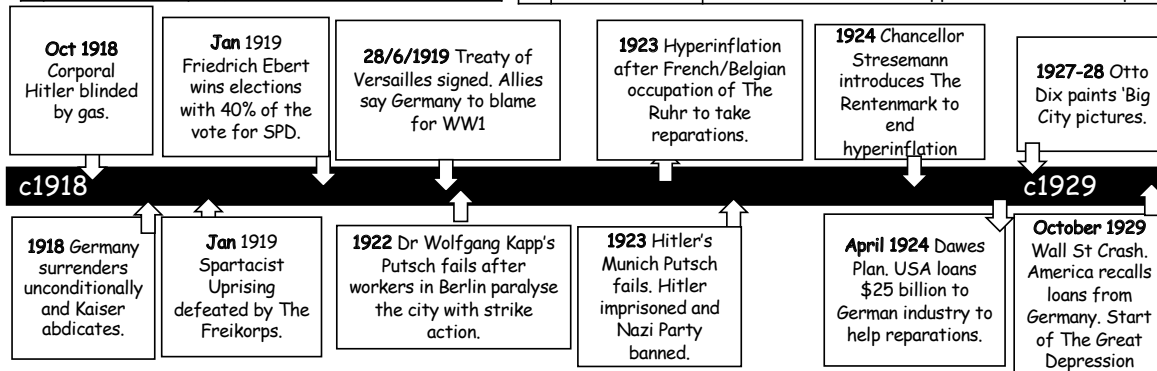 Oct 1918
Corporal
Hitler blinded
by gas.
Jan 1919
Friedrich Ebert
wins elections
with 40% of the
vote for SPD.
28/6/1919 Treaty of
Versailles signed. Allies
say Germany to blame
for WW1
1923 Hyperinflation
after French/Belgian
occupation of The
Ruhr to take
reparations.
1924 Chancellor
Stresemann
introduces The
Rentenmark to
end
hyperinflation
1927-28 Otto
Dix paints ‘Big
City pictures.
c1918
c1929
1918 Germany
surrenders
unconditionally
and Kaiser
abdicates.
Jan 1919
Spartacist
Uprising
defeated by The
Freikorps.
1922 Dr Wolfgang Kapp’s
Putsch fails after
workers in Berlin paralyse
the city with strike
action.
1923 Hitler’s
Munich Putsch
fails. Hitler
imprisoned and
Nazi Party
banned.
April 1924 Dawes
Plan. USA loans
$25 billion to
German industry to
help reparations.
October 1929
Wall St Crash.
America recalls
loans from
Germany. Start
of The Great
Depression